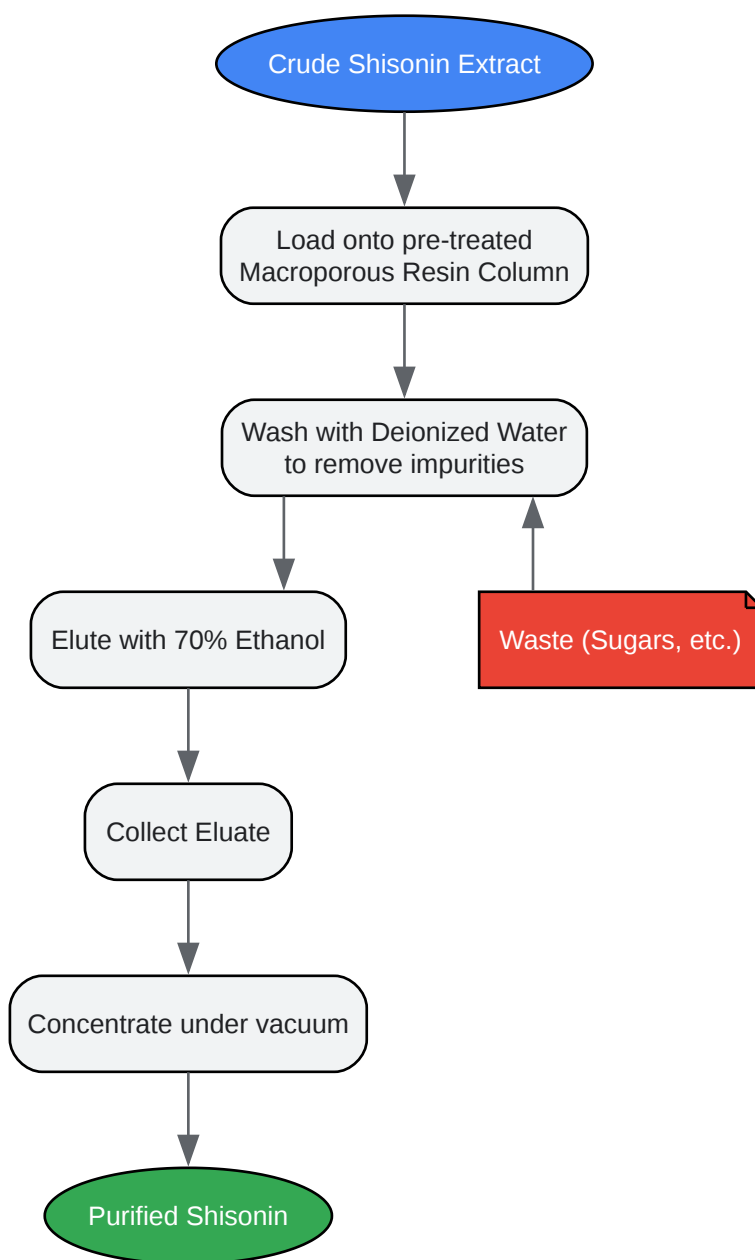 Crude Shisonin Extract
Load onto pre-treated
Macroporous Resin Column
Wash with Deionized Water
to remove impurities
Elute with 70% Ethanol
Waste (Sugars, etc.)
Collect Eluate
Concentrate under vacuum
Purified Shisonin